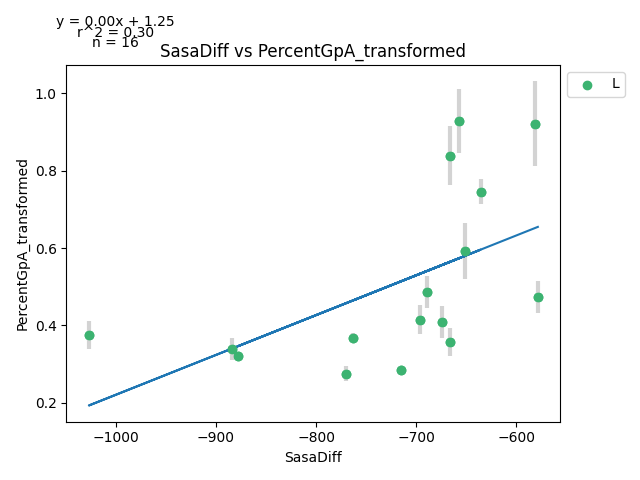 y = 0.00x + 1.25
r^2 = 0.30
n = 16
SasaDiff vs PercentGpA_transformed
L
PercentGpA_transformed
1.0
0.8
0.6
0.4
0.2
−1000
−900
−800
−700
−600
SasaDiff